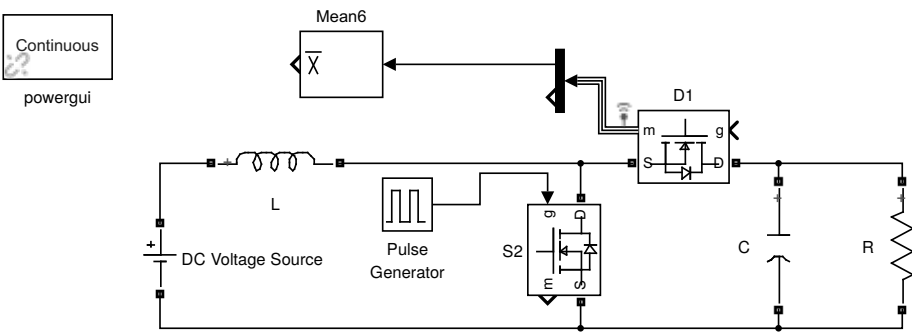 Mean6
Continuous
X
powergui
D1
m
g
S
D
L
Pulse
Generator
g
D
S2
m
S
DC Voltage Source
+
C
R